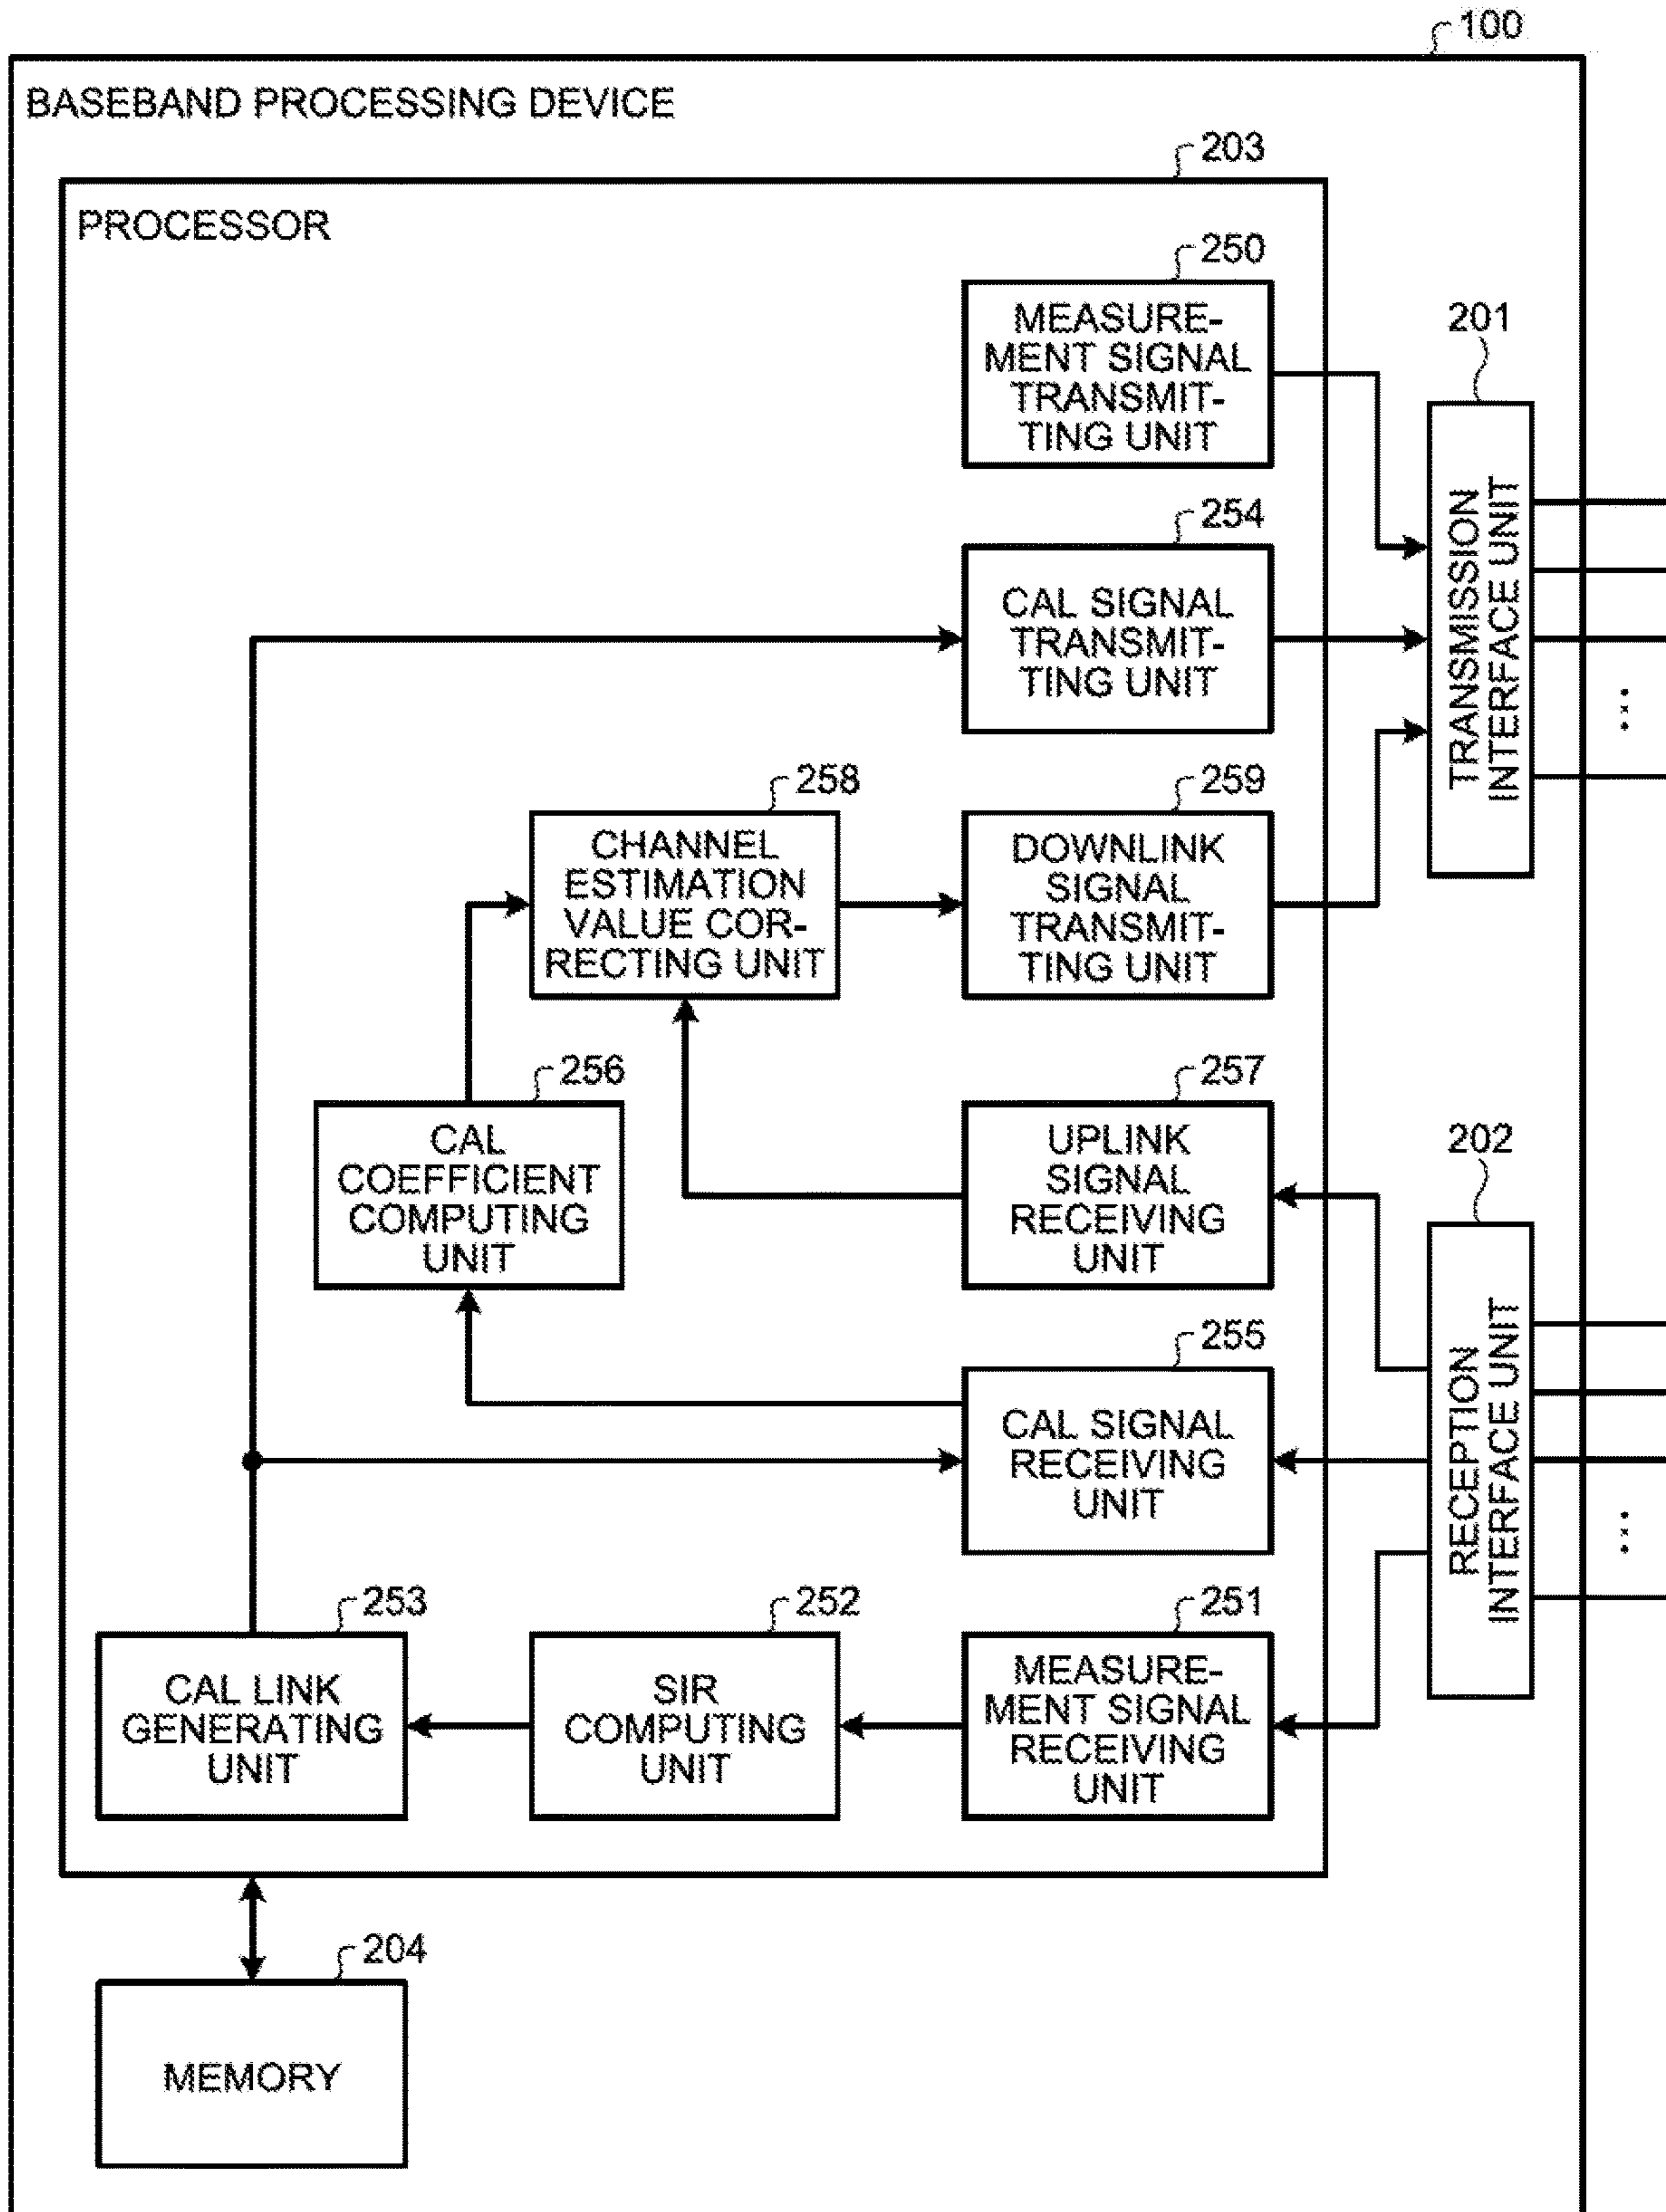 100
BASEBAND PROCESSING DEVICE
203
PROCESSOR
250
MEASURE-
MENT SIGNAL
TRANSMIT-
TING UNIT
201
TRANSMISSION
INTERFACE UNIT
254
CAL SIGNAL
TRANSMIT-
TING UNIT
258
CHANNEL
ESTIMATION
VALUE COR-
RECTING UNIT
259
DOWNLINK
SIGNAL
TRANSMIT-
TING UNIT
256
CAL
COEFFICIENT
COMPUTING
UNIT
257
UPLINK
SIGNAL
RECEIVING
UNIT
202
RECEPTION
INTERFACE UNIT
255
CAL SIGNAL
RECEIVING
UNIT
253
CAL LINK
GENERATING
UNIT
252
SIR
COMPUTING
UNIT
251
MEASURE-
MENT SIGNAL
RECEIVING
UNIT
204
MEMORY